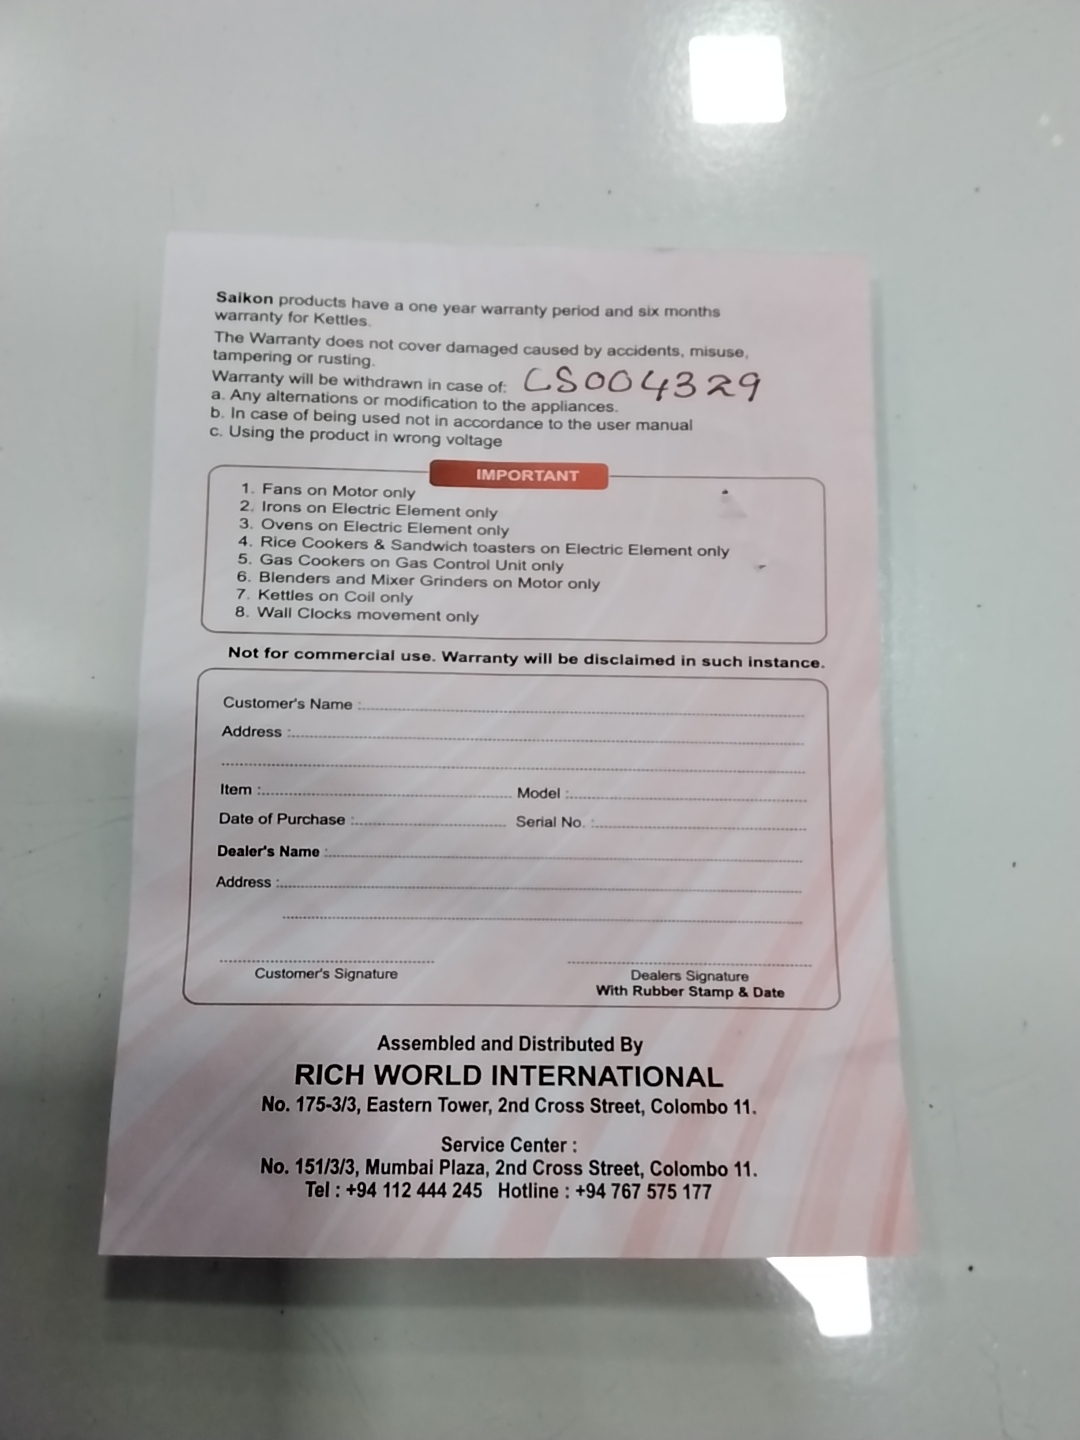 Saikon products have a one year warranty period and six months
warranty for Kettles.
The Warranty does not cover damaged caused by accidents, misuse,
tampering or rusting.
Warranty will be withdrawn in case of: CS004329
a. Any alternations or modification to the appliances.
b. In case of being used not in accordance to the user manual
c. Using the product in wrong voltage
IMPORTANT
1. Fans on Motor only
2. Irons on Electric Element only
3. Ovens on Electric Element only
4. Rice Cookers & Sandwich toasters on Electric Element only
5. Gas Cookers on Gas Control Unit only
6. Blenders and Mixer Grinders on Motor only
7. Kettles on Coil only
8. Wall Clocks movement only
Not for commercial use. Warranty will be disclaimed in such instance.
Customer's Name :
Address :
Item : Model :
Date of Purchase : Serial No. :
Dealer's Name :
Address :
Customer's Signature Dealers Signature
With Rubber Stamp & Date
Assembled and Distributed By
RICH WORLD INTERNATIONAL
No. 175-3/3, Eastern Tower, 2nd Cross Street, Colombo 11.
Service Center :
No. 151/3/3, Mumbai Plaza, 2nd Cross Street, Colombo 11.
Tel : +94 112 444 245 Hotline : +94 767 575 177